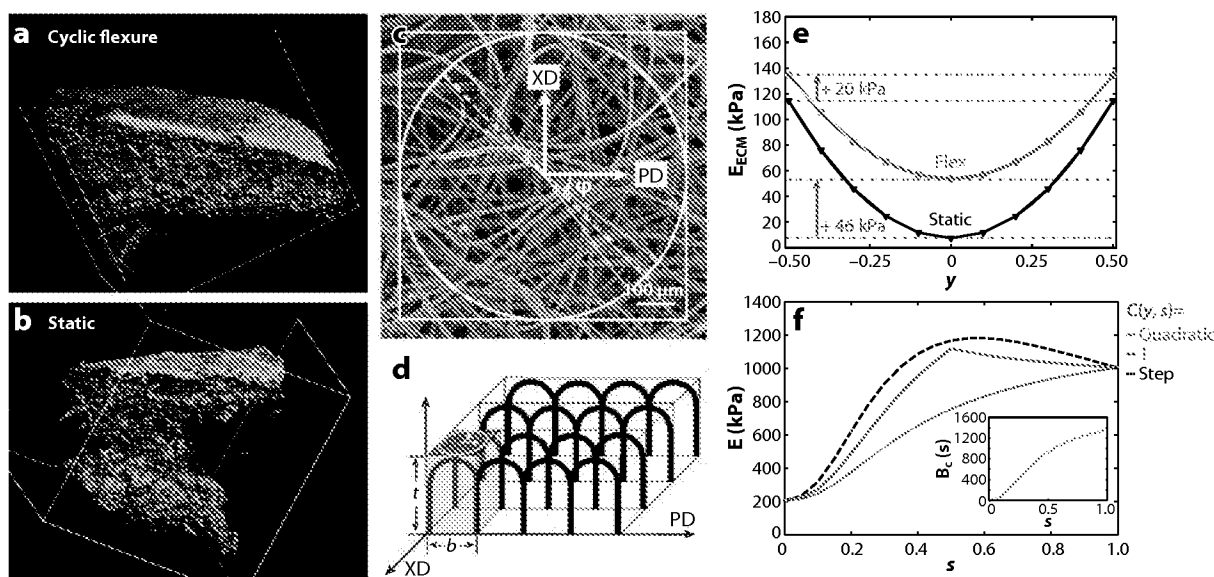 a Cyclic flexure
b Static
c
XD
PD
φ
100 μm
d
t
b
PD
XD
e
E_ECM (kPa)
180
160
140
120
100
80
60
40
20
0
+ 20 kPa
Flex
Static
+ 46 kPa
–0.50 –0.25 0 0.25 0.50
y
f
E (kPa)
1400
1200
1000
800
600
400
200
0
0 0.2 0.4 0.6 0.8 1.0
s
C(y, s)=
Quadratic
1
Step
B_c (s)
1600
1200
800
400
0
0 0.5 1.0
s